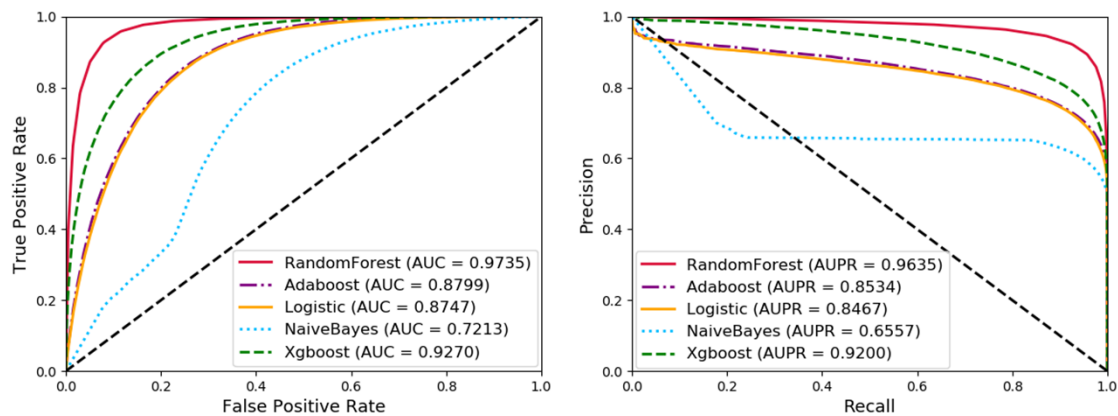 True Positive Rate
1.0
0.8
0.6
0.4
0.2
0.0
RandomForest (AUC = 0.9735)
Adaboost (AUC = 0.8799)
Logistic (AUC = 0.8747)
NaiveBayes (AUC = 0.7213)
Xgboost (AUC = 0.9270)
0.0 0.2 0.4 0.6 0.8 1.0
False Positive Rate
Precision
1.0
0.8
0.6
0.4
0.2
0.0
RandomForest (AUPR = 0.9635)
Adaboost (AUPR = 0.8534)
Logistic (AUPR = 0.8467)
NaiveBayes (AUPR = 0.6557)
Xgboost (AUPR = 0.9200)
0.0 0.2 0.4 0.6 0.8 1.0
Recall